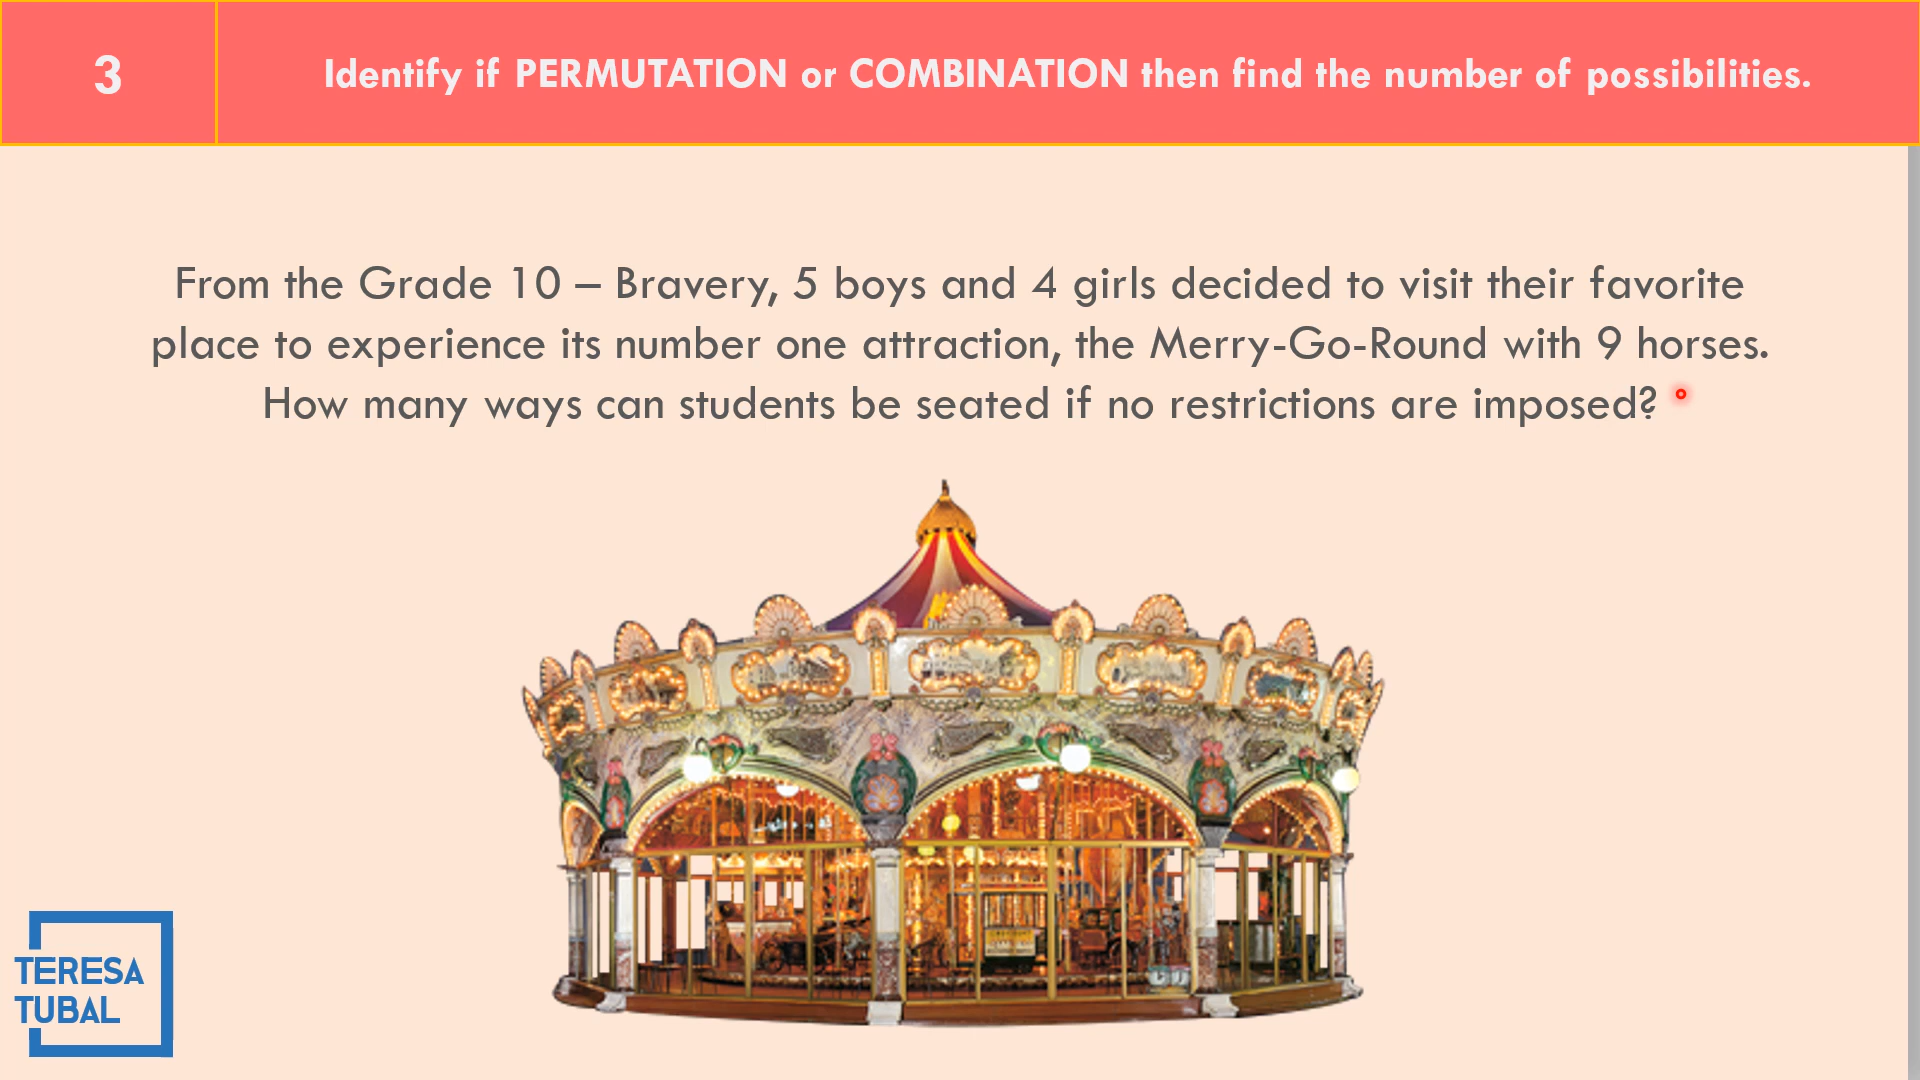 3
Identify if PERMUTATION or COMBINATION then find the number of possibilities.
From the Grade 10 – Bravery, 5 boys and 4 girls decided to visit their favorite
place to experience its number one attraction, the Merry-Go-Round with 9 horses.
How many ways can students be seated if no restrictions are imposed?
TERESA
TUBAL